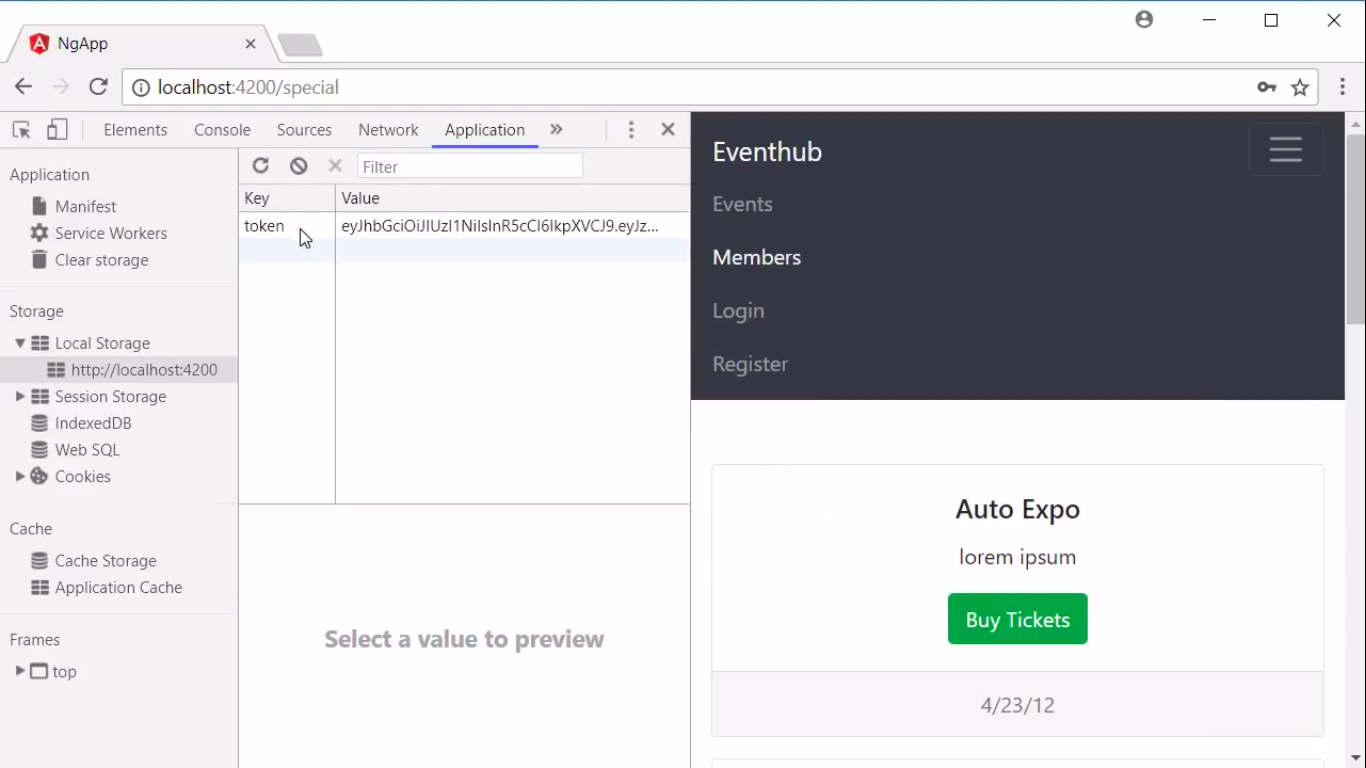 NgApp
localhost:4200/special
Elements Console Sources Network Application
Application
Manifest
Service Workers
Clear storage
Storage
Local Storage
http://localhost:4200
Session Storage
IndexedDB
Web SQL
Cookies
Cache
Cache Storage
Application Cache
Frames
top
Filter
Key Value
token eyJhbGciOiJIUzI1NiIsInR5cCI6IkpXVCJ9.eyJz...
Select a value to preview
Eventhub
Events
Members
Login
Register
Auto Expo
lorem ipsum
Buy Tickets
4/23/12